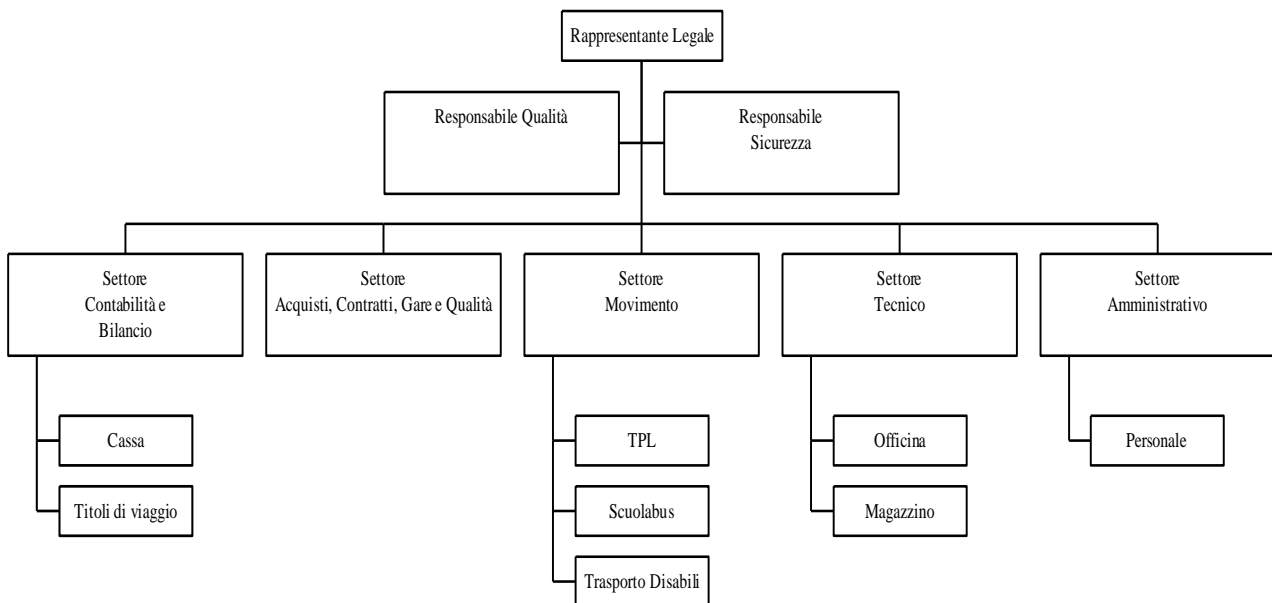 Rappresentante Legale
Responsabile Qualità
Responsabile
Sicurezza
Settore
Contabilità e
Bilancio
Settore
Acquisti, Contratti, Gare e Qualità
Settore
Movimento
Settore
Tecnico
Settore
Amministrativo
Cassa
Titoli di viaggio
TPL
Scuolabus
Trasporto Disabili
Officina
Magazzino
Personale